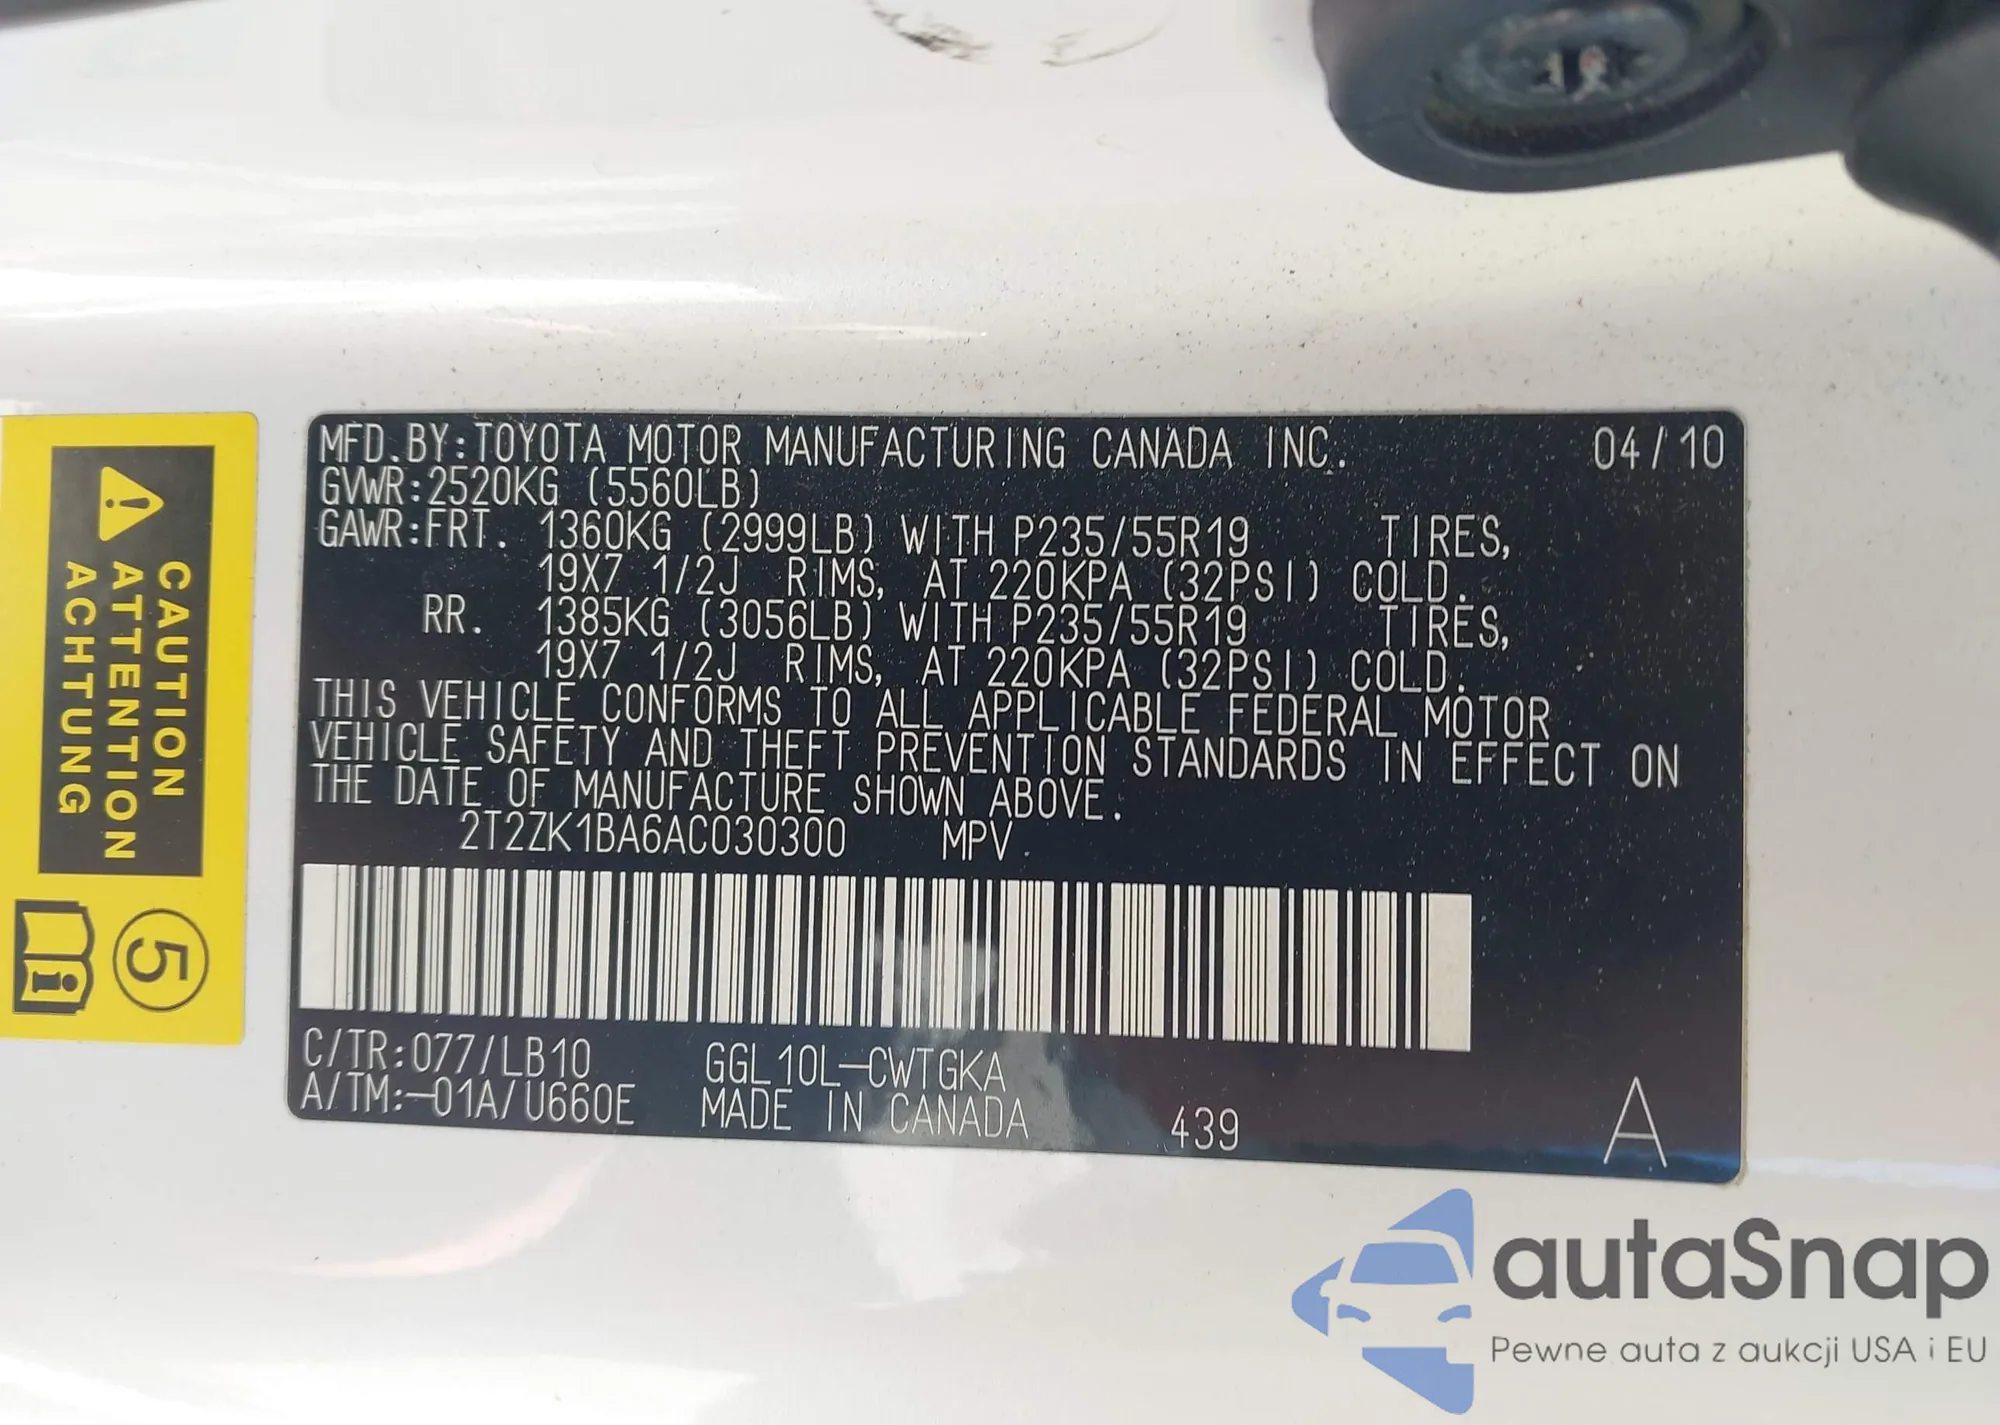 MFD.BY:TOYOTA MOTOR MANUFACTURING CANADA INC. 04/10
GVWR:2520KG (5560LB)
GAWR:FRT. 1360KG (2999LB) WITH P235/55R19 TIRES,
19X7 1/2J RIMS, AT 220KPA (32PSI) COLD.
RR. 1385KG (3056LB) WITH P235/55R19 TIRES,
19X7 1/2J RIMS, AT 220KPA (32PSI) COLD.
THIS VEHICLE CONFORMS TO ALL APPLICABLE FEDERAL MOTOR
VEHICLE SAFETY AND THEFT PREVENTION STANDARDS IN EFFECT ON
THE DATE OF MANUFACTURE SHOWN ABOVE.
2T2ZK1BA6AC030300 MPV
C/TR:077/LB10 GGL10L-CWTGKA
A/TM:-01A/U660E MADE IN CANADA 439 A
CAUTION
ATTENTION
ACHTUNG
5
i
autaSnap
Pewne auta z aukcji USA i EU